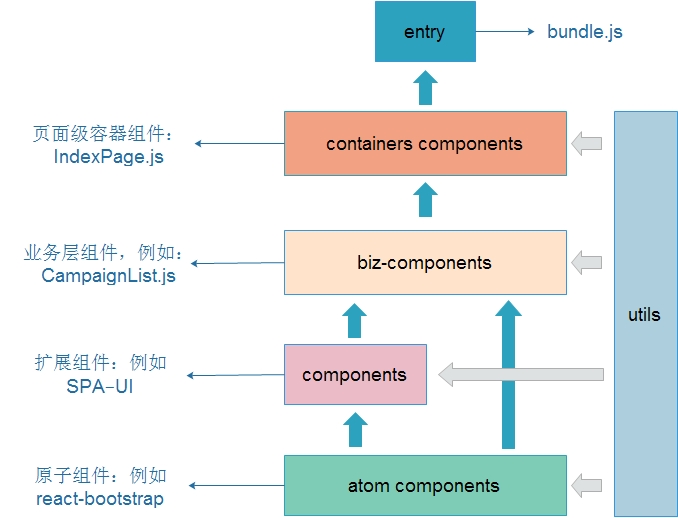 entry
bundle.js
页面级容器组件：
IndexPage.js
containers components
业务层组件，例如：
CampaignList.js
biz-components
utils
扩展组件：例如
SPA-UI
components
原子组件：例如
react-bootstrap
atom components